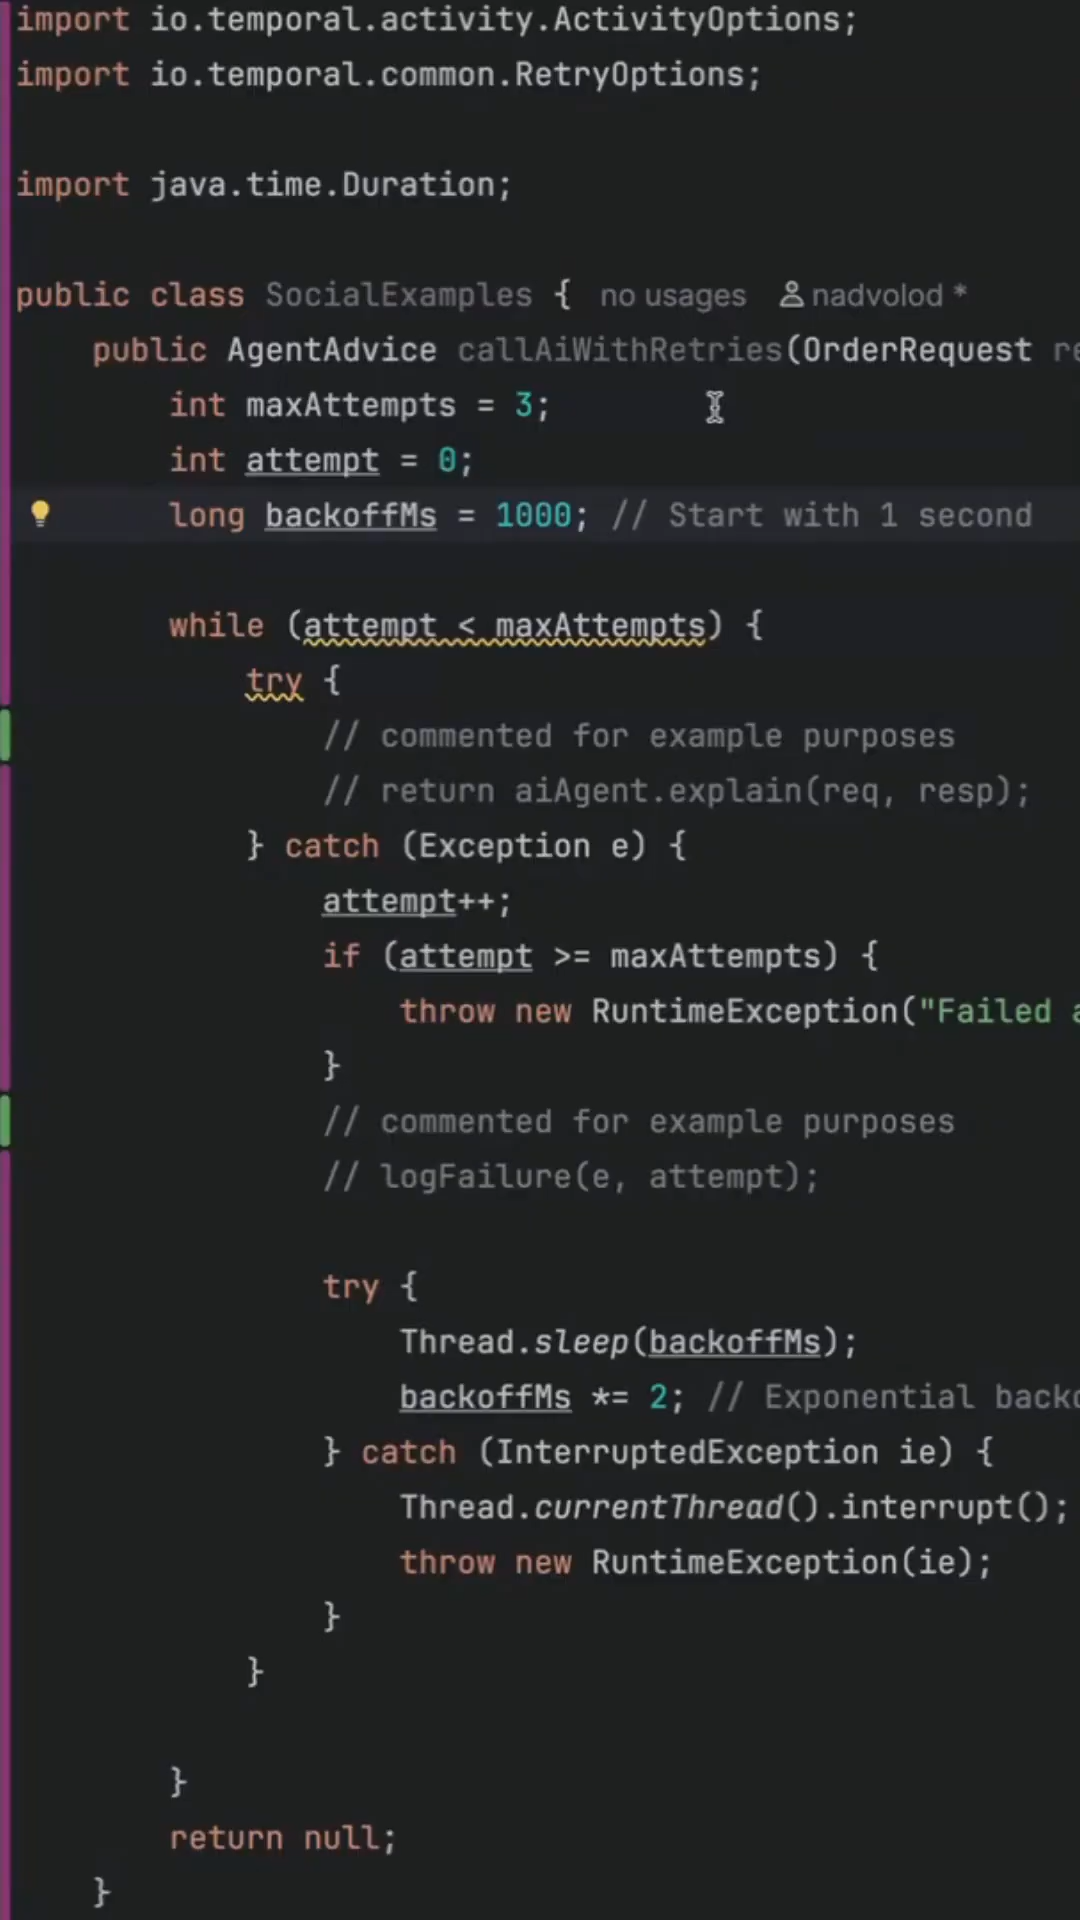 import io.temporal.activity.ActivityOptions;
import io.temporal.common.RetryOptions;
import java.time.Duration;
public class SocialExamples { no usages nadvolod *
public AgentAdvice callAiWithRetries(OrderRequest re
int maxAttempts = 3;
int attempt = 0;
long backoffMs = 1000; // Start with 1 second
while (attempt < maxAttempts) {
try {
// commented for example purposes
// return aiAgent.explain(req, resp);
} catch (Exception e) {
attempt++;
if (attempt >= maxAttempts) {
throw new RuntimeException("Failed a
}
// commented for example purposes
// logFailure(e, attempt);
try {
Thread.sleep(backoffMs);
backoffMs *= 2; // Exponential backo
} catch (InterruptedException ie) {
Thread.currentThread().interrupt();
throw new RuntimeException(ie);
}
}
}
return null;
}